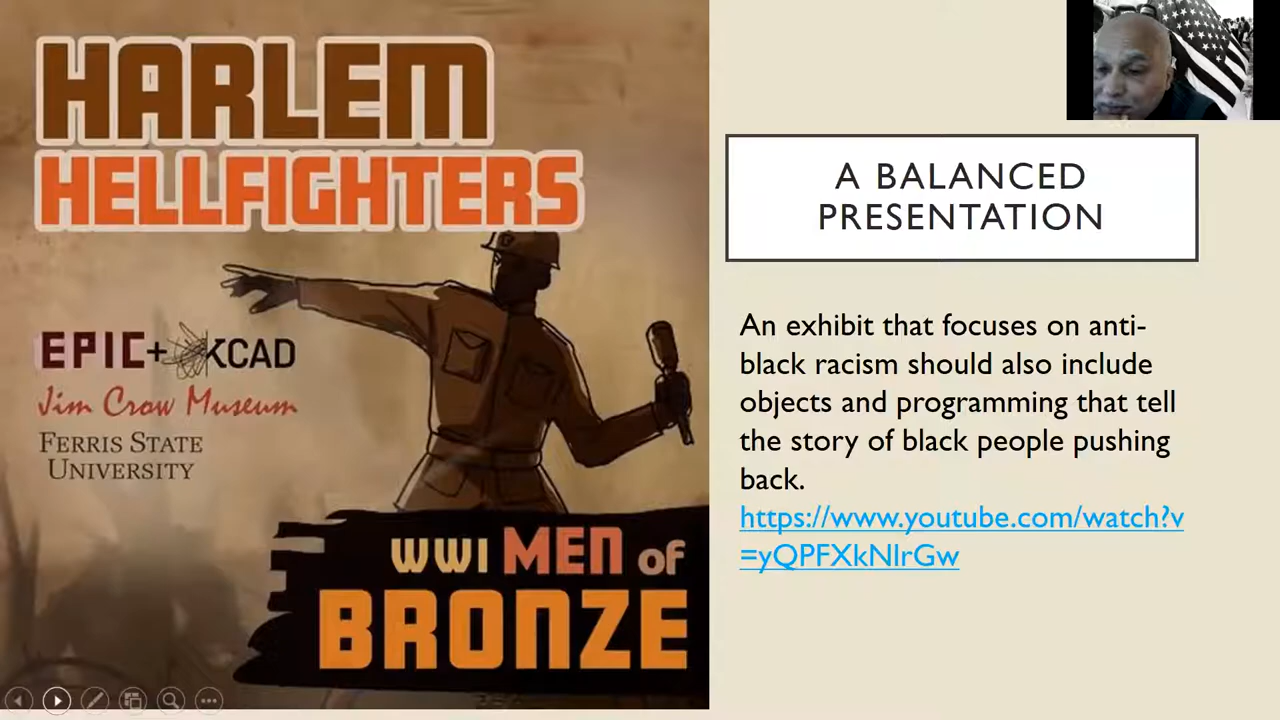 HARLEM
HELLFIGHTERS
EPIC+KCAD
Jim Crow Museum
FERRIS STATE
UNIVERSITY
WWI MEN of
BRONZE
A BALANCED
PRESENTATION
An exhibit that focuses on anti-
black racism should also include
objects and programming that tell
the story of black people pushing
back.
https://www.youtube.com/watch?v
=yQPFXkNlrGw